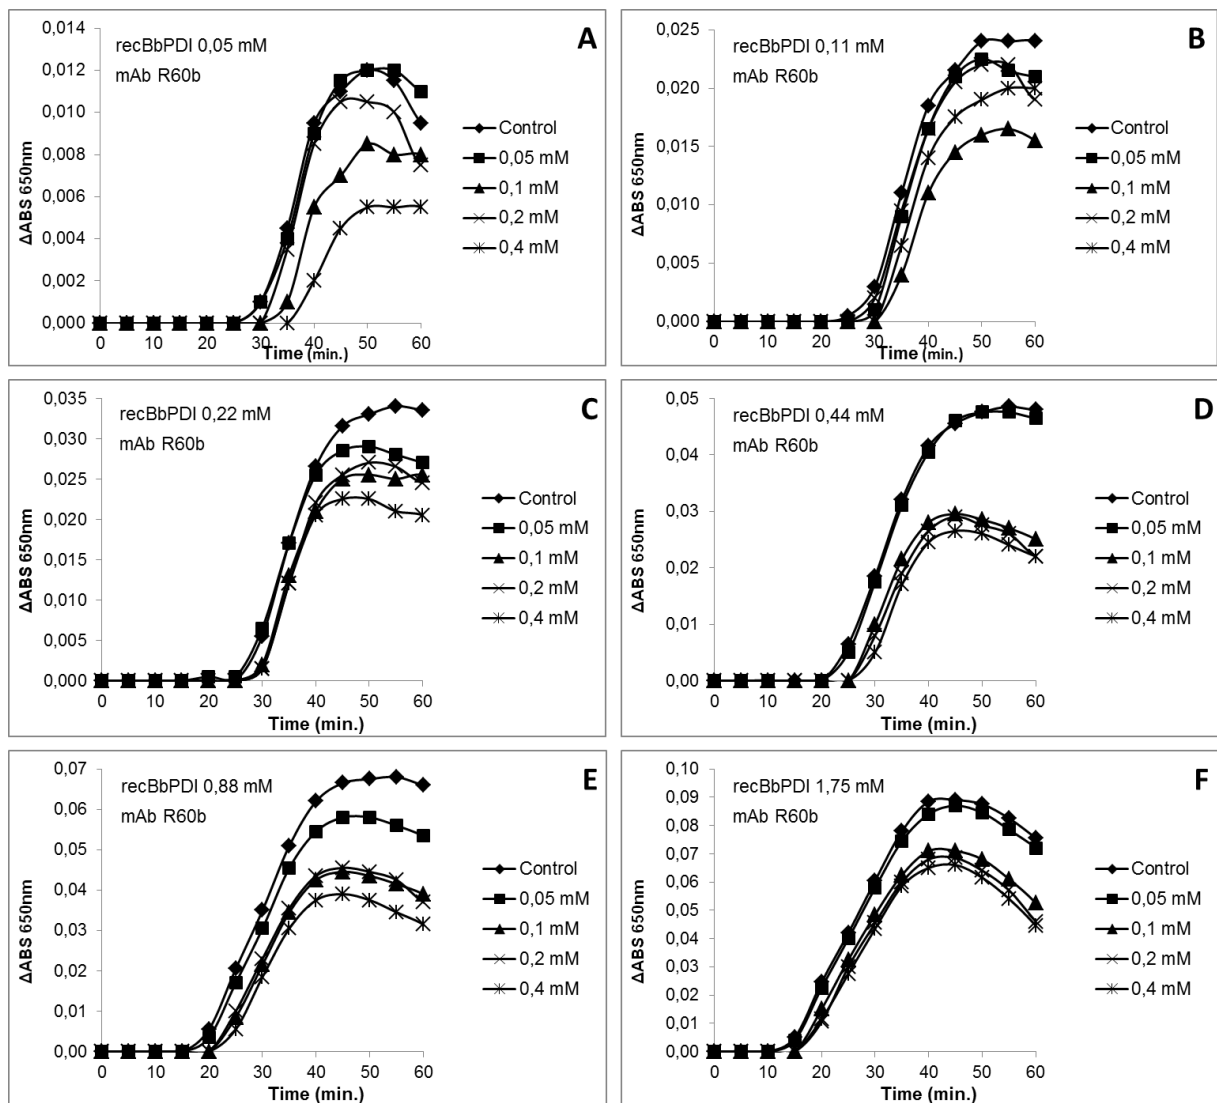 recBbPDI 0,05 mM
mAb R60b
A
ΔABS 650nm
0,014
0,012
0,010
0,008
0,006
0,004
0,002
0,000
0 10 20 30 40 50 60
Time (min.)
Control
0,05 mM
0,1 mM
0,2 mM
0,4 mM
recBbPDI 0,11 mM
mAb R60b
B
ΔABS 650nm
0,025
0,020
0,015
0,010
0,005
0,000
0 10 20 30 40 50 60
Time (min.)
Control
0,05 mM
0,1 mM
0,2 mM
0,4 mM
recBbPDI 0,22 mM
mAb R60b
C
ΔABS 650nm
0,035
0,030
0,025
0,020
0,015
0,010
0,005
0,000
0 10 20 30 40 50 60
Time (min.)
Control
0,05 mM
0,1 mM
0,2 mM
0,4 mM
recBbPDI 0,44 mM
mAb R60b
D
ΔABS 650nm
0,05
0,04
0,03
0,02
0,01
0,00
0 10 20 30 40 50 60
Time (min.)
Control
0,05 mM
0,1 mM
0,2 mM
0,4 mM
recBbPDI 0,88 mM
mAb R60b
E
ΔABS 650nm
0,07
0,06
0,05
0,04
0,03
0,02
0,01
0,00
0 10 20 30 40 50 60
Time (min.)
Control
0,05 mM
0,1 mM
0,2 mM
0,4 mM
recBbPDI 1,75 mM
mAb R60b
F
ΔABS 650nm
0,10
0,09
0,08
0,07
0,06
0,05
0,04
0,03
0,02
0,01
0,00
0 10 20 30 40 50 60
Time (min.)
Control
0,05 mM
0,1 mM
0,2 mM
0,4 mM